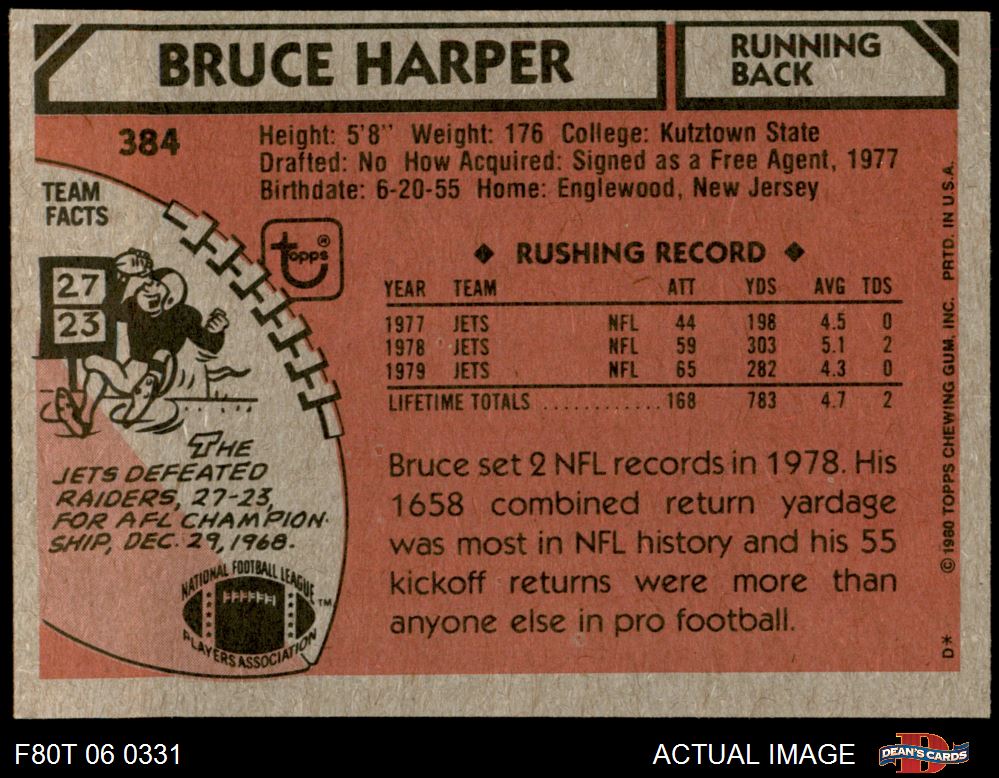 BRUCE HARPER
RUNNING
BACK
384
Height: 5'8" Weight: 176 College: Kutztown State
Drafted: No How Acquired: Signed as a Free Agent, 1977
Birthdate: 6-20-55 Home: Englewood, New Jersey
TEAM
FACTS
topps®
27
23
THE
JETS DEFEATED
RAIDERS, 27-23,
FOR AFL CHAMPION-
SHIP, DEC. 29, 1968.
NATIONAL FOOTBALL LEAGUE
PLAYERS ASSOCIATION
TM
◆ RUSHING RECORD ◆
YEAR TEAM ATT YDS AVG TDS
1977 JETS NFL 44 198 4.5 0
1978 JETS NFL 59 303 5.1 2
1979 JETS NFL 65 282 4.3 0
LIFETIME TOTALS ............ 168 783 4.7 2
Bruce set 2 NFL records in 1978. His
1658 combined return yardage
was most in NFL history and his 55
kickoff returns were more than
anyone else in pro football.
D* © 1980 TOPPS CHEWING GUM, INC. PRTD. IN U.S.A.
F80T 06 0331
ACTUAL IMAGE
D
DEAN'S CARDS